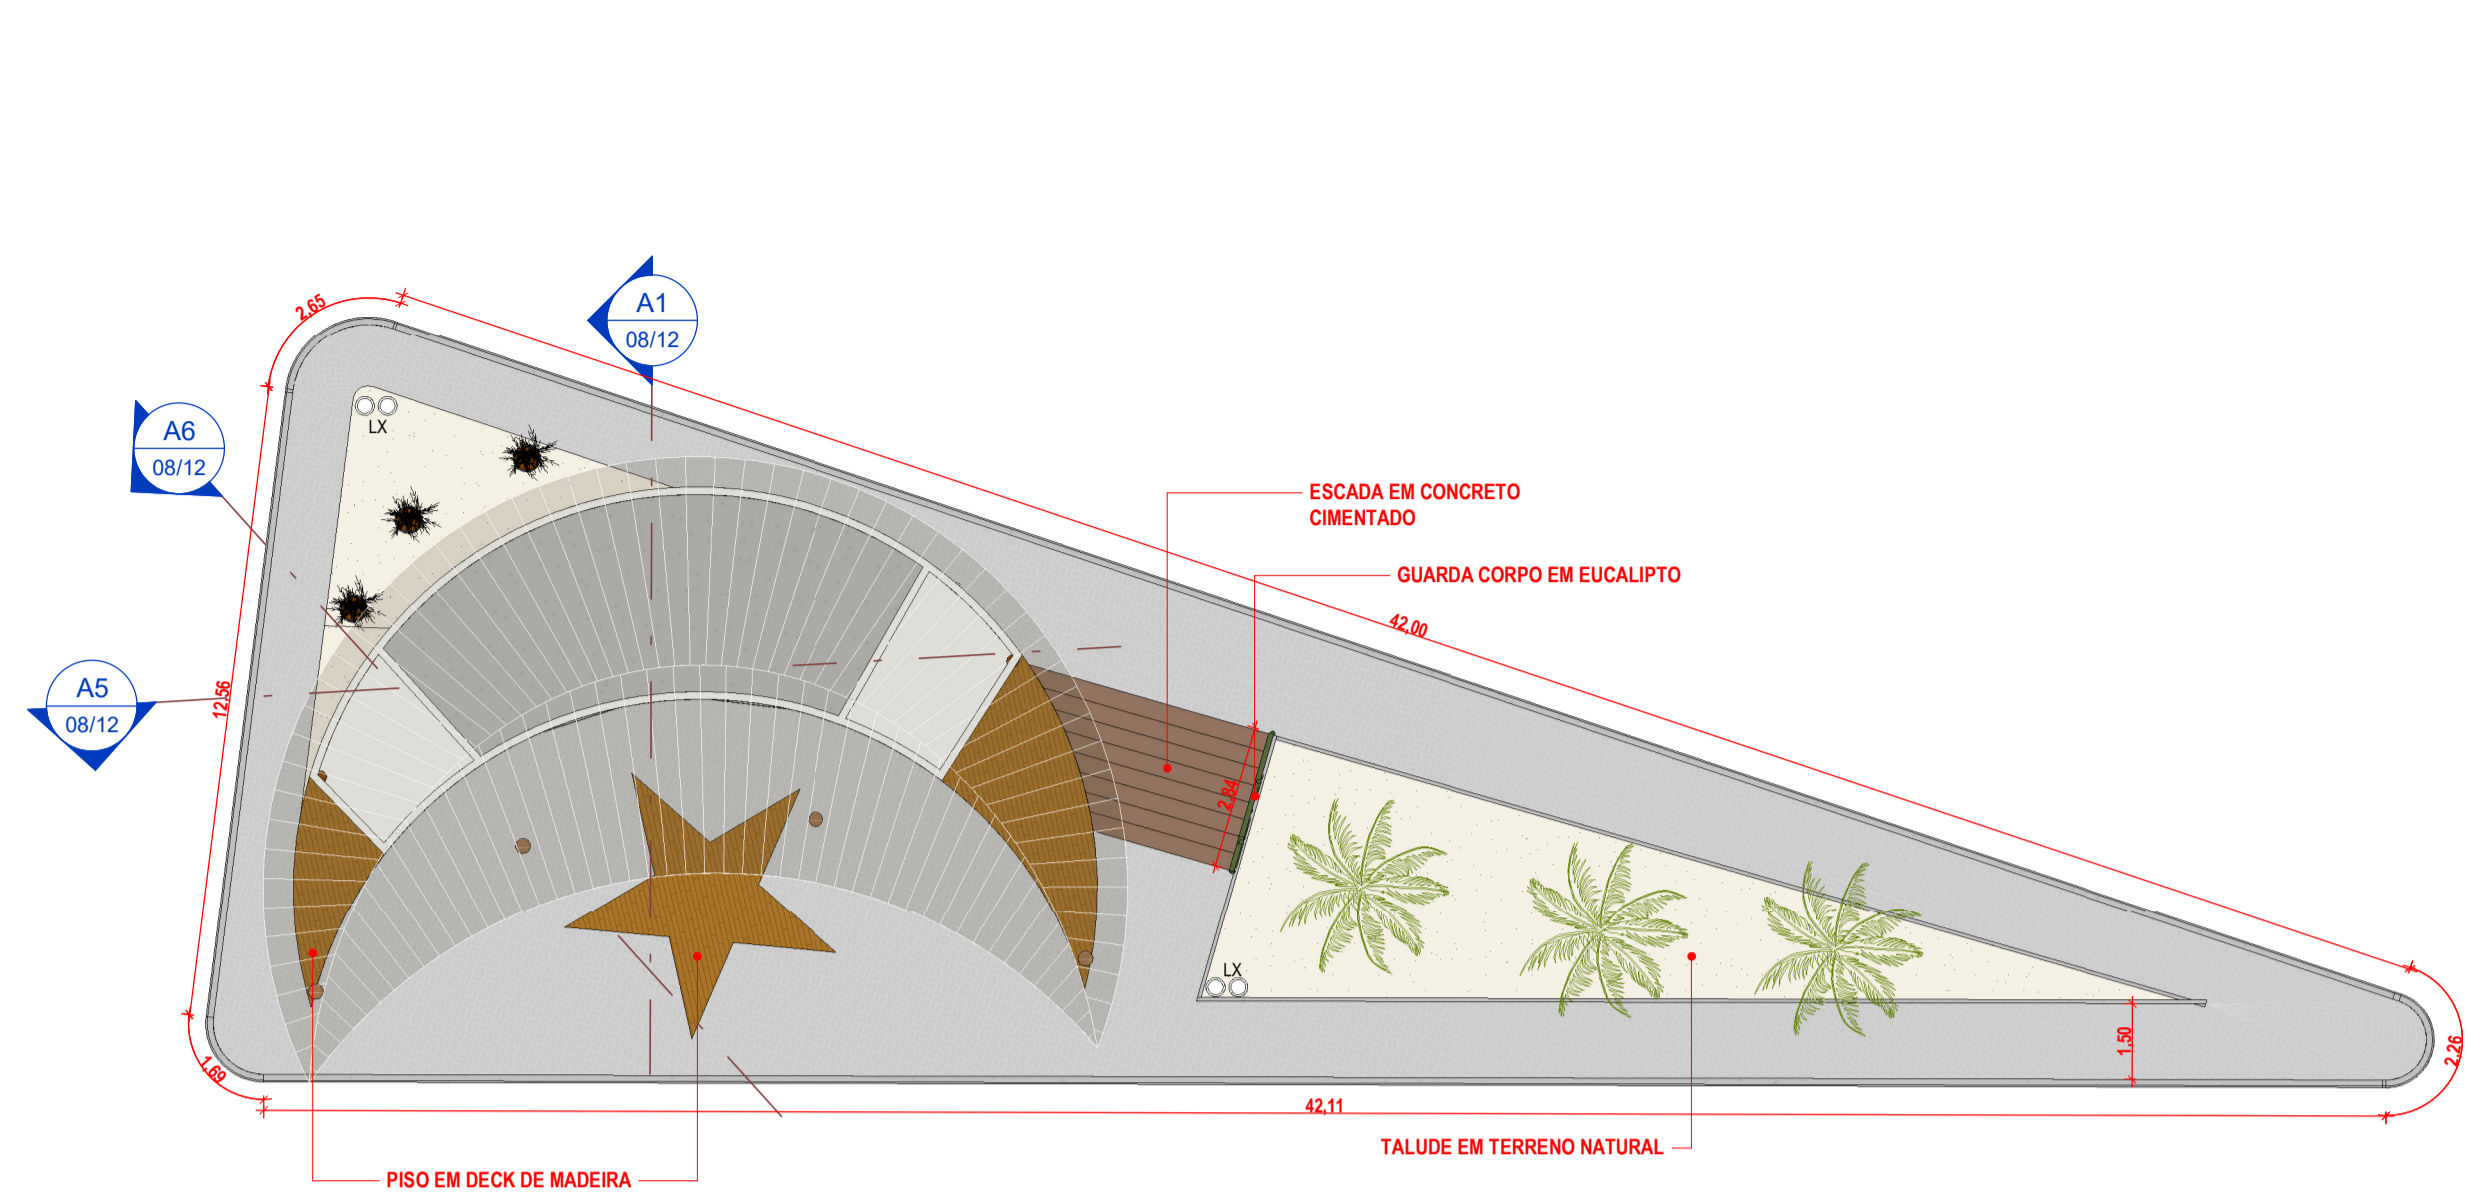 2,65
A1
08/12
A6
08/12
LX
ESCADA EM CONCRETO
CIMENTADO
GUARDA CORPO EM EUCALIPTO
42,00
12,56
A5
08/12
2,84
LX
1,50
2,26
1,69
42,11
TALUDE EM TERRENO NATURAL
PISO EM DECK DE MADEIRA